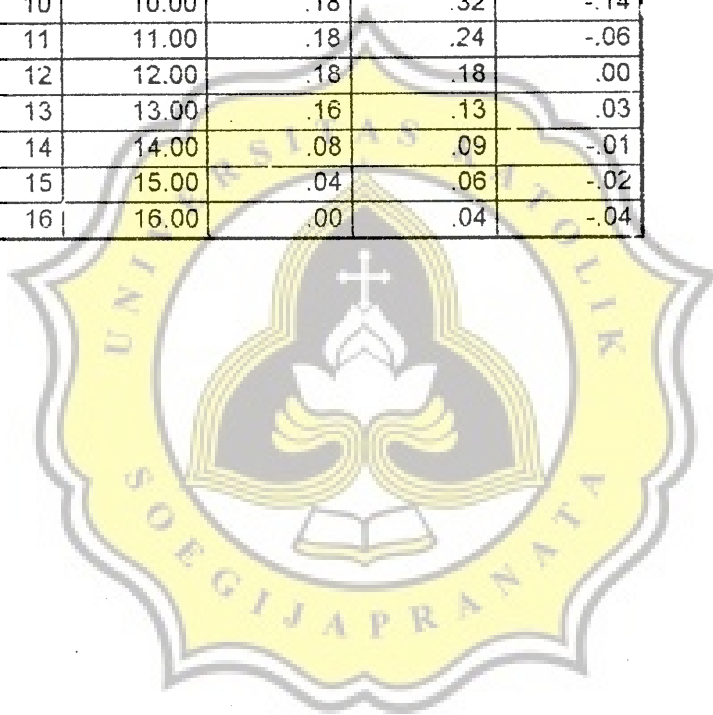 10 10.00 .18 .32 -.14
11 11.00 .18 .24 -.06
12 12.00 .18 .18 .00
13 13.00 .16 .13 .03
14 14.00 .08 .09 -.01
15 15.00 .04 .06 -.02
16 16.00 .00 .04 -.04
UNIVERSITAS KATOLIK
SOEGIJAPRANATA